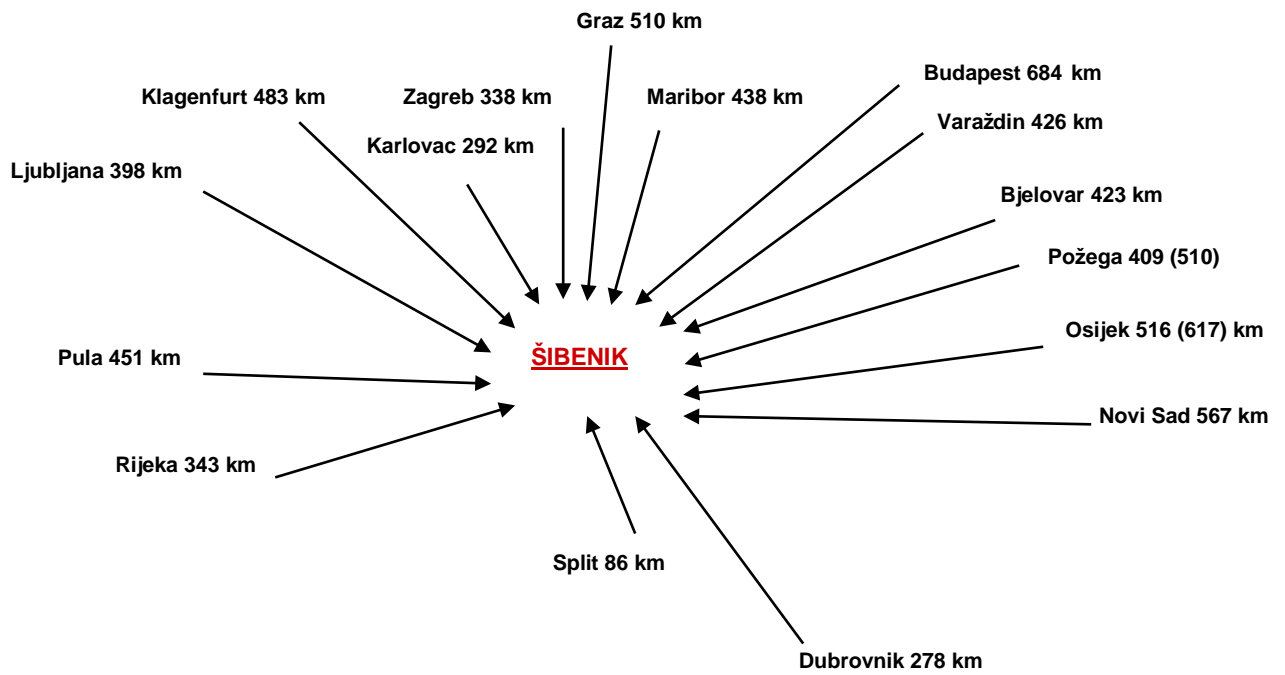 Graz 510 km
Budapest 684 km
Klagenfurt 483 km
Zagreb 338 km
Maribor 438 km
Varaždin 426 km
Karlovac 292 km
Ljubljana 398 km
Bjelovar 423 km
Požega 409 (510)
Osijek 516 (617) km
ŠIBENIK
Pula 451 km
Novi Sad 567 km
Rijeka 343 km
Split 86 km
Dubrovnik 278 km